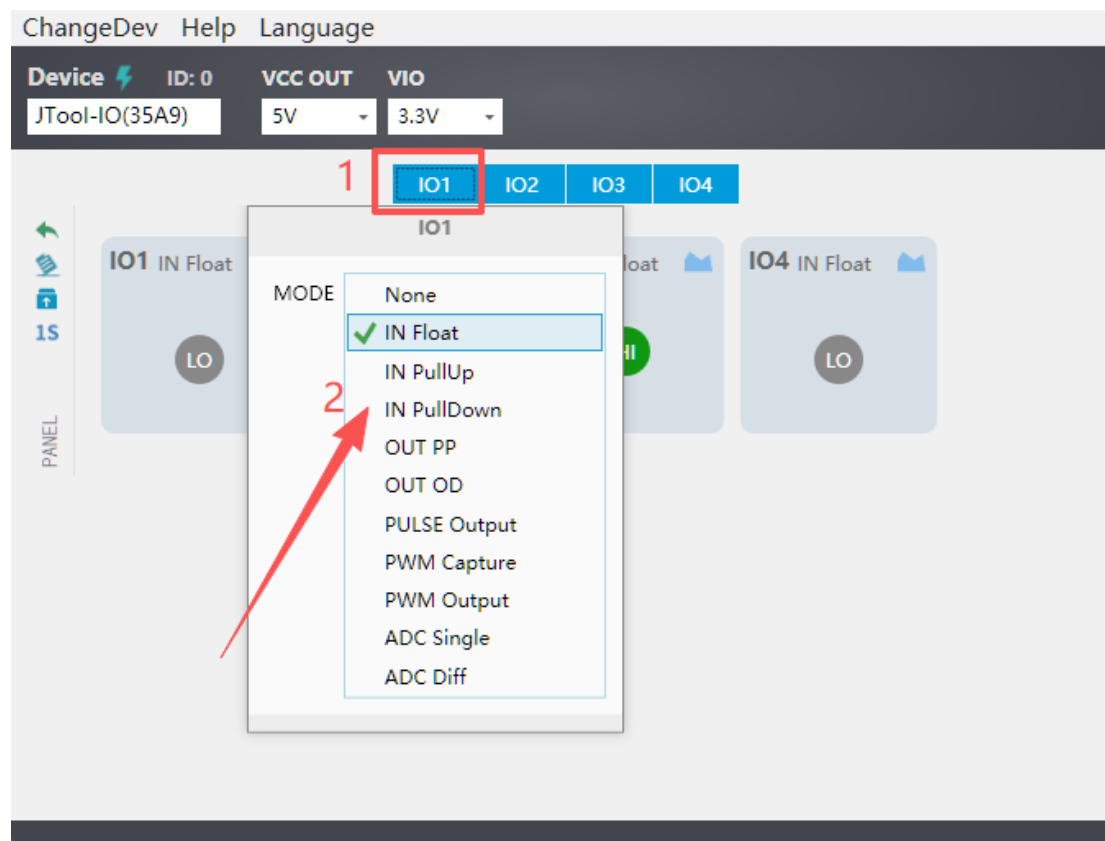 ChangeDev Help Language
Device ID: 0 VCC OUT VIO
JTool-IO(35A9) 5V 3.3V
1
IO1 IO2 IO3 IO4
IO1
IO1 IN Float
IO4 IN Float
MODE
None
IN Float
IN PullUp
IN PullDown
OUT PP
OUT OD
PULSE Output
PWM Capture
PWM Output
ADC Single
ADC Diff
2
1S
LO
LO
PANEL